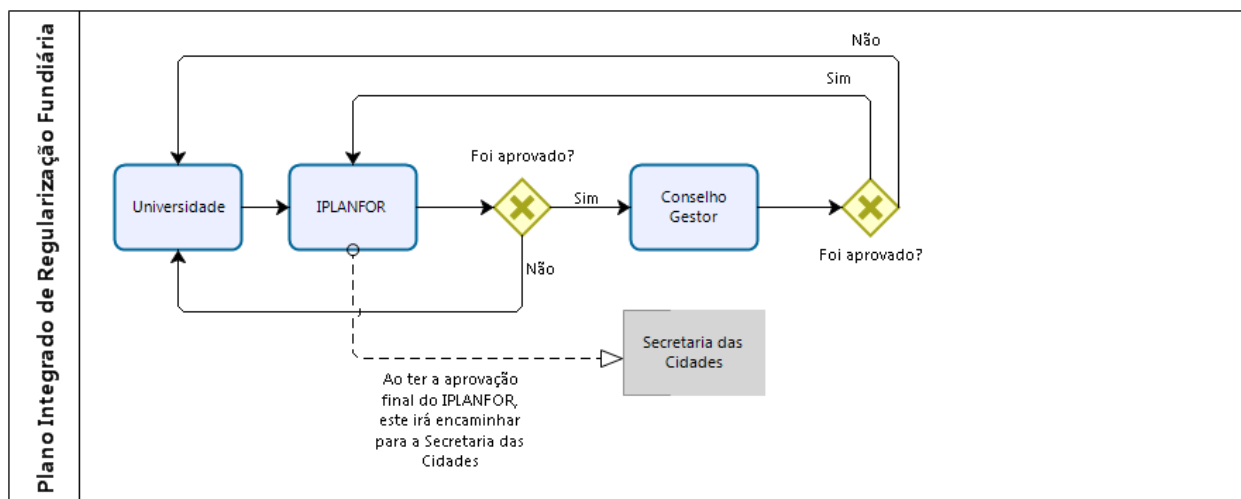 Plano Integrado de Regularização Fundiária
Não
Sim
Foi aprovado?
Universidade
IPLANFOR
Sim
Conselho
Gestor
Foi aprovado?
Não
Secretaria das
Cidades
Ao ter a aprovação
final do IPLANFOR,
este irá encaminhar
para a Secretaria das
Cidades